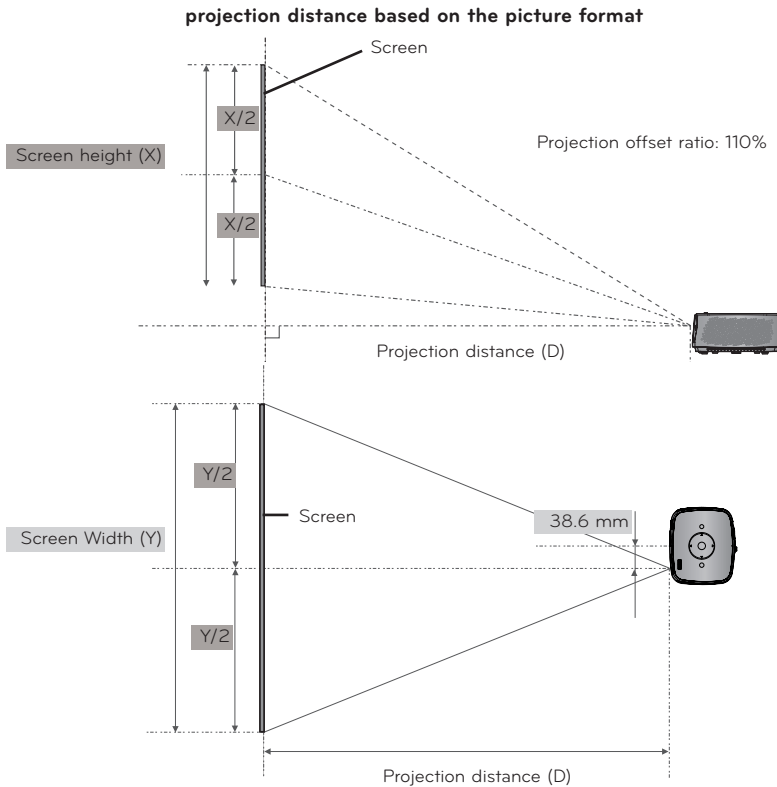 projection distance based on the picture format
Screen
X/2
Projection offset ratio: 110%
Screen height (X)
X/2
Projection distance (D)
Y/2
Screen
38.6 mm
Screen Width (Y)
Y/2
Projection distance (D)